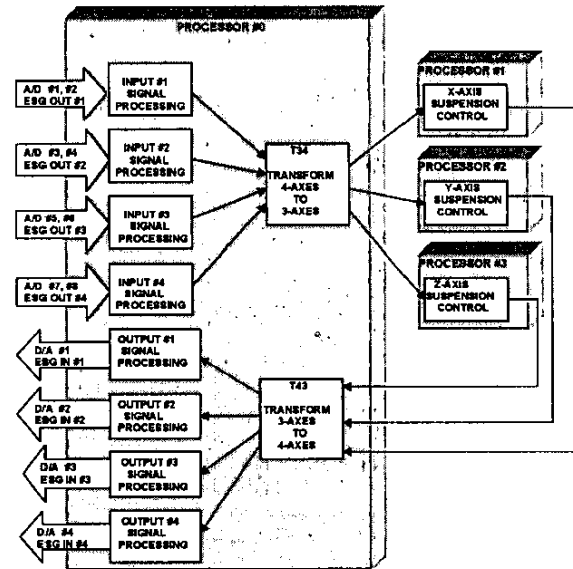 PROCESSOR #0
A/D #1, #2
ESG OUT #1
INPUT #1
SIGNAL
PROCESSING
A/D #3, #4
ESG OUT #2
INPUT #2
SIGNAL
PROCESSING
A/D #5, #6
ESG OUT #3
INPUT #3
SIGNAL
PROCESSING
A/D #7, #8
ESG OUT #4
INPUT #4
SIGNAL
PROCESSING
T34
TRANSFORM
4-AXES
TO
3-AXES
PROCESSOR #1
X-AXIS
SUSPENSION
CONTROL
PROCESSOR #2
Y-AXIS
SUSPENSION
CONTROL
PROCESSOR #3
Z-AXIS
SUSPENSION
CONTROL
D/A #1
ESG IN #1
OUTPUT #1
SIGNAL
PROCESSING
D/A #2
ESG IN #2
OUTPUT #2
SIGNAL
PROCESSING
D/A #3
ESG IN #3
OUTPUT #3
SIGNAL
PROCESSING
D/A #4
ESG IN #4
OUTPUT #4
SIGNAL
PROCESSING
T43
TRANSFORM
3-AXES
TO
4-AXES